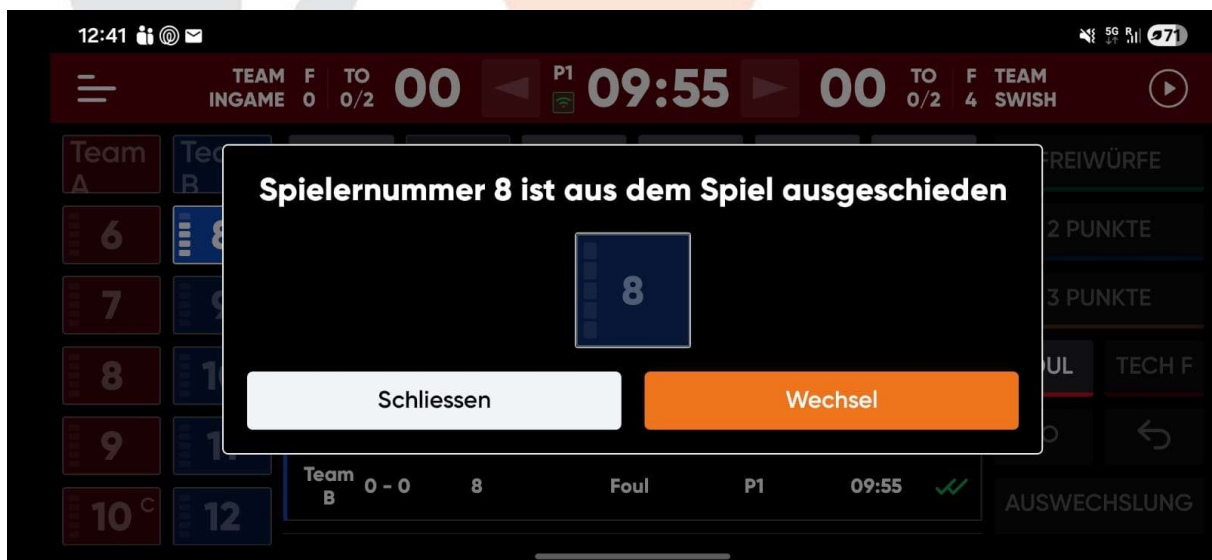 12:41
5G R 71
TEAM INGAME F 0 TO 0/2 00 P1 09:55 00 TO 0/2 F 4 TEAM SWISH
Team A
FREIWÜRFE
Spielernummer 8 ist aus dem Spiel ausgeschieden
6
2 PUNKTE
8
7
3 PUNKTE
8
TECH F
Schliessen
Wechsel
9
Team B 0 - 0 8 Foul P1 09:55
10 C
12
AUSWECHSLUNG